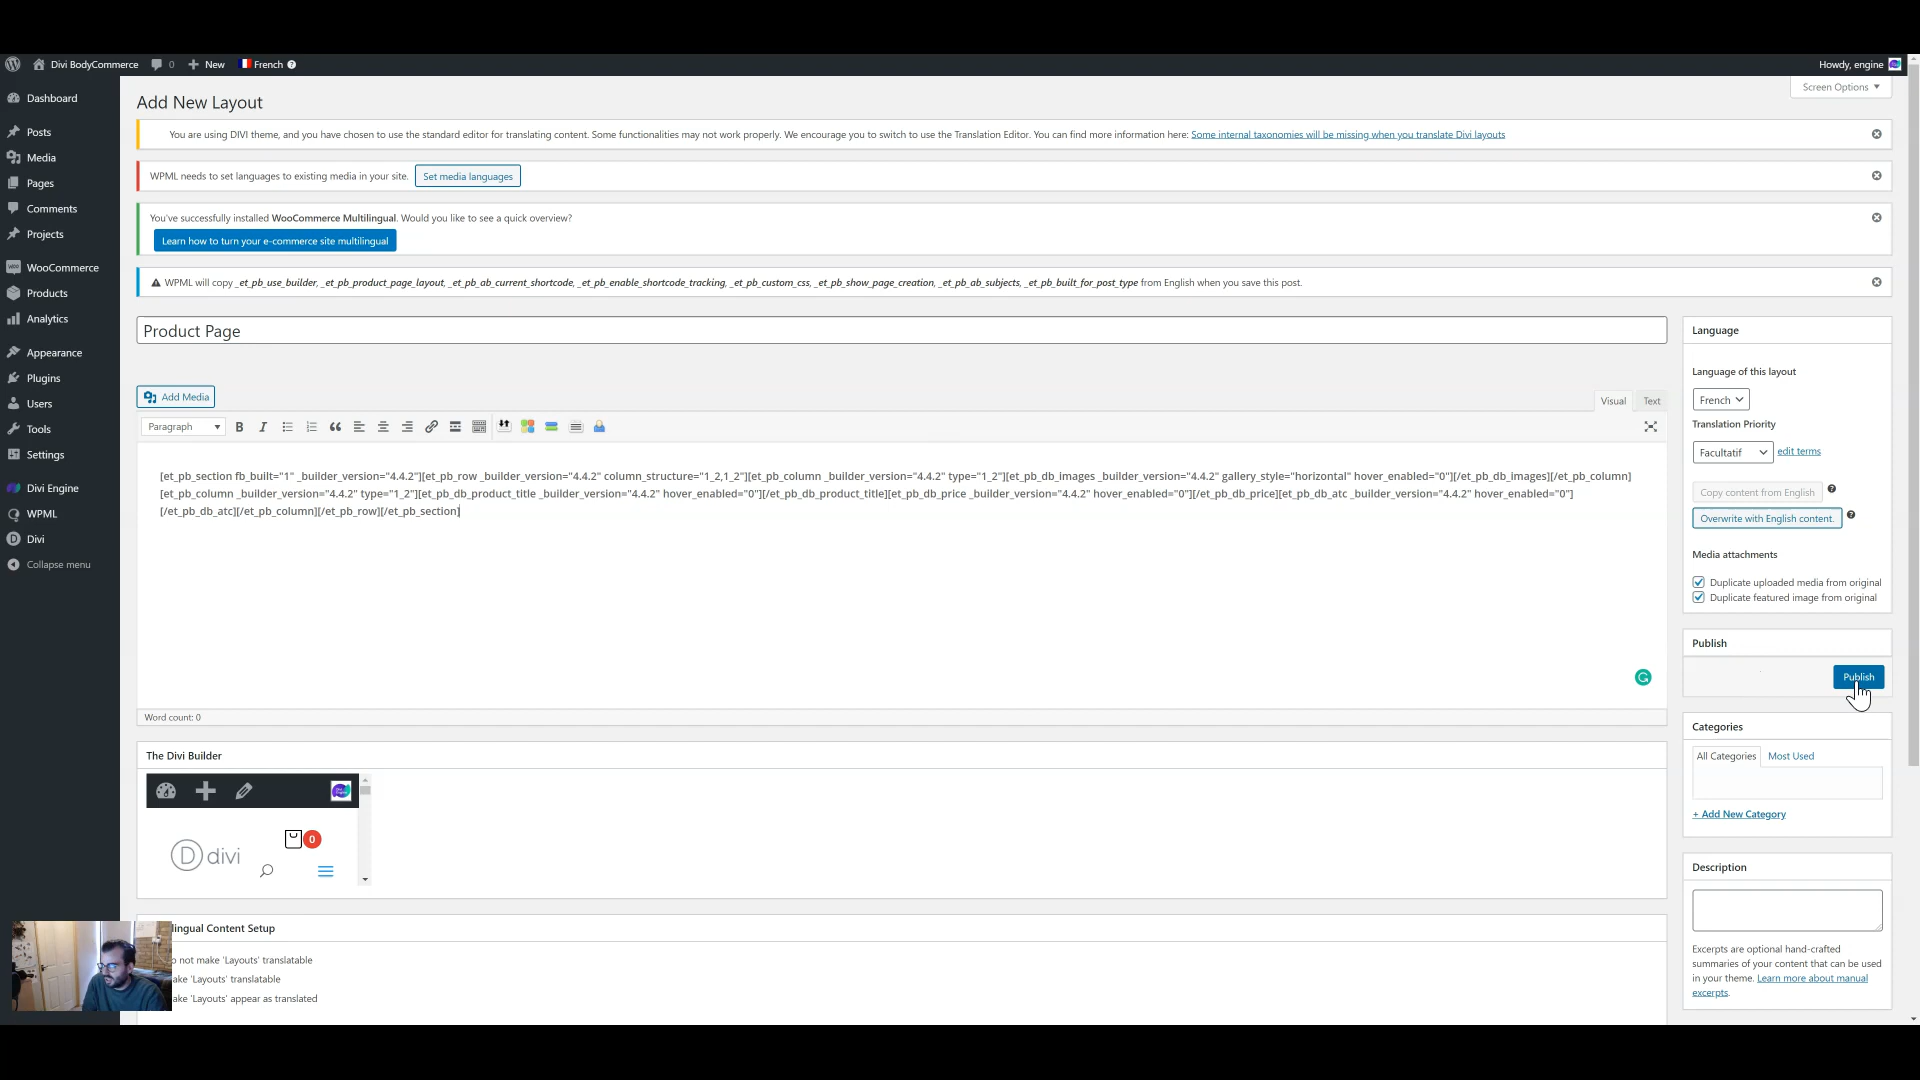 Divi BodyCommerce
0
New
French
Howdy, engine
Screen Options
Dashboard
Posts
Media
Pages
Comments
Projects
WooCommerce
Products
Analytics
Appearance
Plugins
Users
Tools
Settings
Divi Engine
WPML
Divi
Collapse menu
Add New Layout
You are using DIVI theme, and you have chosen to use the standard editor for translating content. Some functionalities may not work properly. We encourage you to switch to use the Translation Editor. You can find more information here: Some internal taxonomies will be missing when you translate Divi layouts
WPML needs to set languages to existing media in your site. Set media languages
You've successfully installed WooCommerce Multilingual. Would you like to see a quick overview?
Learn how to turn your e-commerce site multilingual
WPML will copy _et_pb_use_builder, _et_pb_product_page_layout, _et_pb_ab_current_shortcode, _et_pb_enable_shortcode_tracking, _et_pb_custom_css, _et_pb_show_page_creation, _et_pb_ab_subjects, _et_pb_built_for_post_type from English when you save this post.
Product Page
Add Media
Visual
Text
Paragraph
[et_pb_section fb_built="1" _builder_version="4.4.2"][et_pb_row _builder_version="4.4.2" column_structure="1_2,1_2"][et_pb_column _builder_version="4.4.2" type="1_2"][et_pb_db_images _builder_version="4.4.2" gallery_style="horizontal" hover_enabled="0"][/et_pb_db_images][/et_pb_column]
[et_pb_column _builder_version="4.4.2" type="1_2"][et_pb_db_product_title _builder_version="4.4.2" hover_enabled="0"][/et_pb_db_product_title][et_pb_db_price _builder_version="4.4.2" hover_enabled="0"][/et_pb_db_price][et_pb_db_atc _builder_version="4.4.2" hover_enabled="0"]
[/et_pb_db_atc][/et_pb_column][/et_pb_row][/et_pb_section]
Word count: 0
The Divi Builder
D divi
0
lingual Content Setup
o not make 'Layouts' translatable
ake 'Layouts' translatable
ake 'Layouts' appear as translated
Language
Language of this layout
French
Translation Priority
Facultatif
edit terms
Copy content from English
Overwrite with English content.
Media attachments
Duplicate uploaded media from original
Duplicate featured image from original
Publish
Publish
Categories
All Categories
Most Used
+ Add New Category
Description
Excerpts are optional hand-crafted
summaries of your content that can be used
in your theme. Learn more about manual
excerpts.